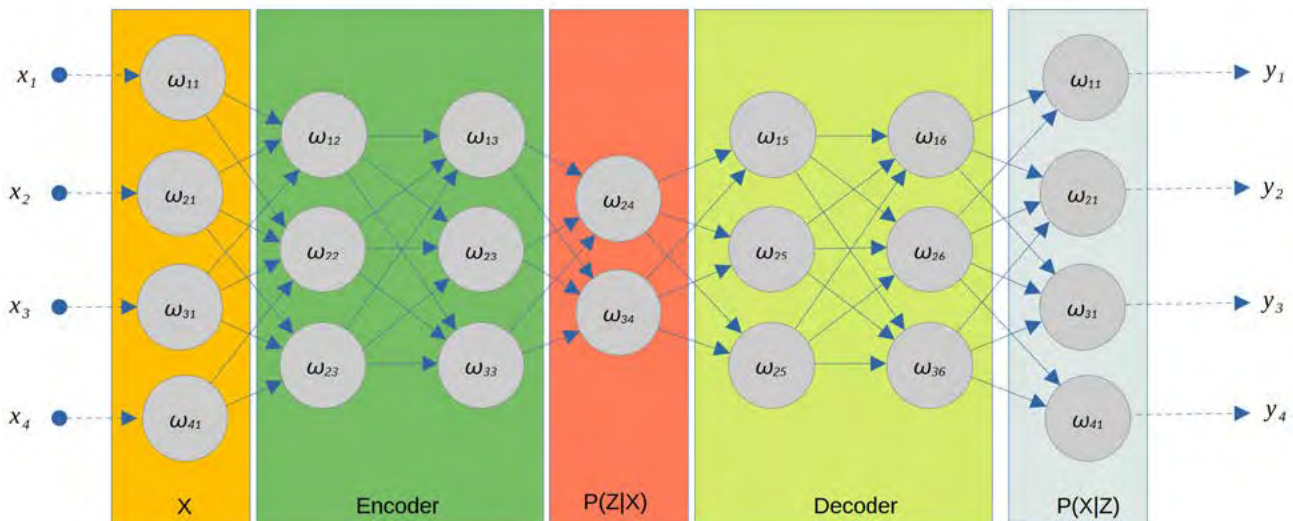 x1
x2
x3
x4
ω11
ω21
ω31
ω41
X
ω12
ω22
ω23
ω13
ω23
ω33
Encoder
ω24
ω34
P(Z|X)
ω15
ω25
ω25
ω16
ω26
ω36
Decoder
ω11
ω21
ω31
ω41
P(X|Z)
y1
y2
y3
y4